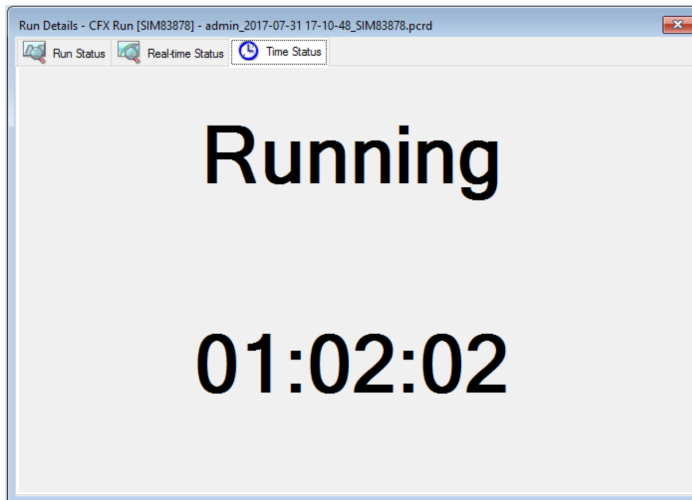 Run Details - CFX Run [SIM83878] - admin_2017-07-31 17-10-48_SIM83878.pcrd
Run Status Real-time Status Time Status
Running
01:02:02